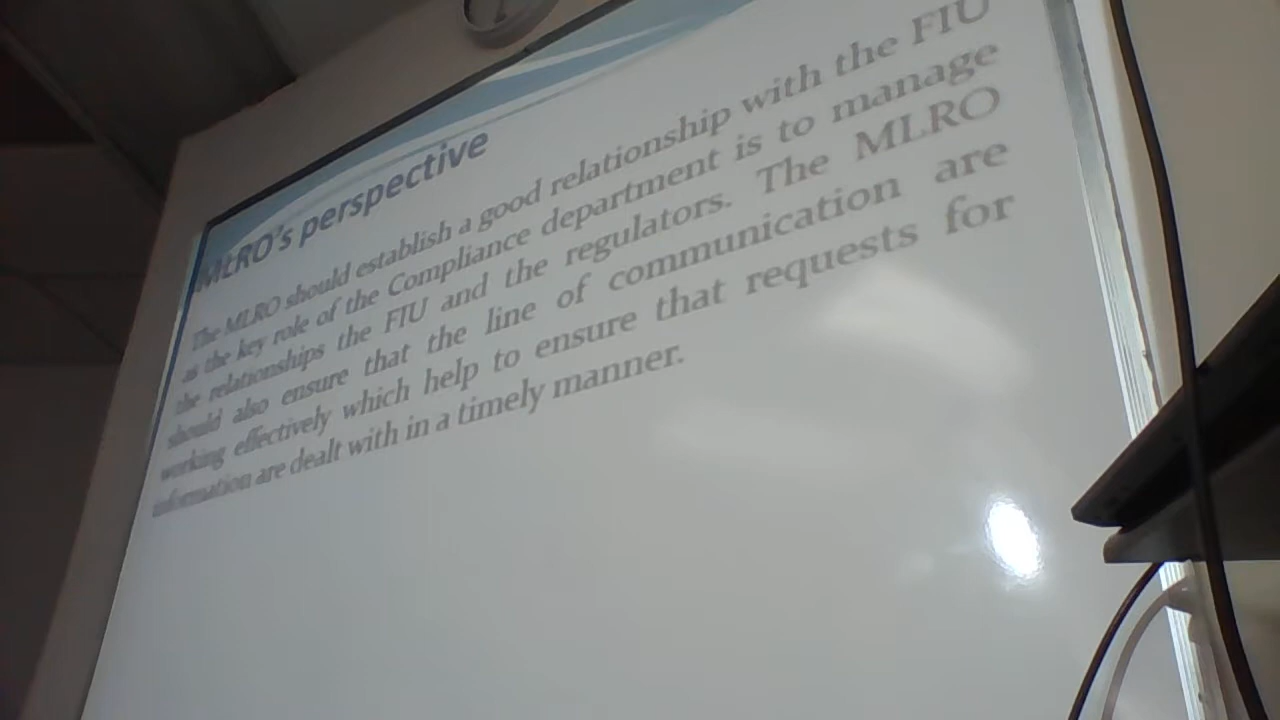 MLRO's perspective
The MLRO should establish a good relationship with the FIU
as the key role of the Compliance department is to manage
the relationships the FIU and the regulators. The MLRO
should also ensure that the line of communication are
working effectively which help to ensure that requests for
information are dealt with in a timely manner.